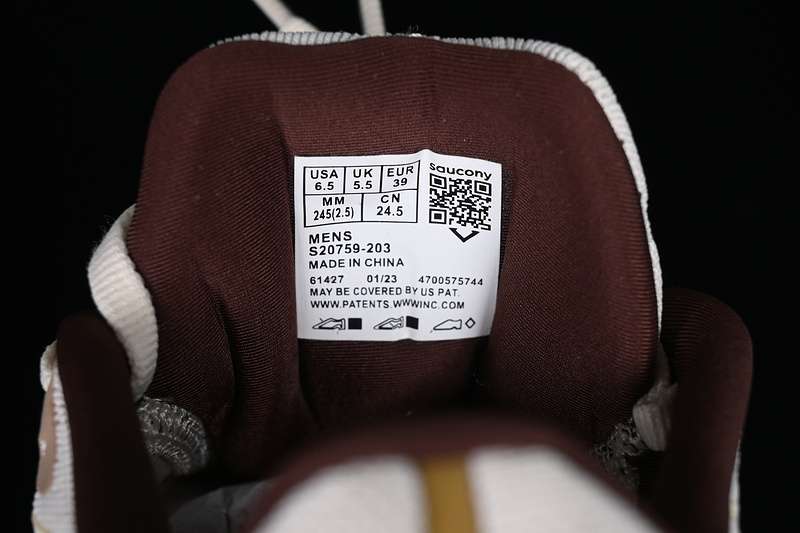 USA UK EUR
6.5 5.5 39
MM CN
245(2.5) 24.5
saucony
MENS
S20759-203
MADE IN CHINA
61427 01/23 4700575744
MAY BE COVERED BY US PAT.
WWW.PATENTS.WWWINC.COM